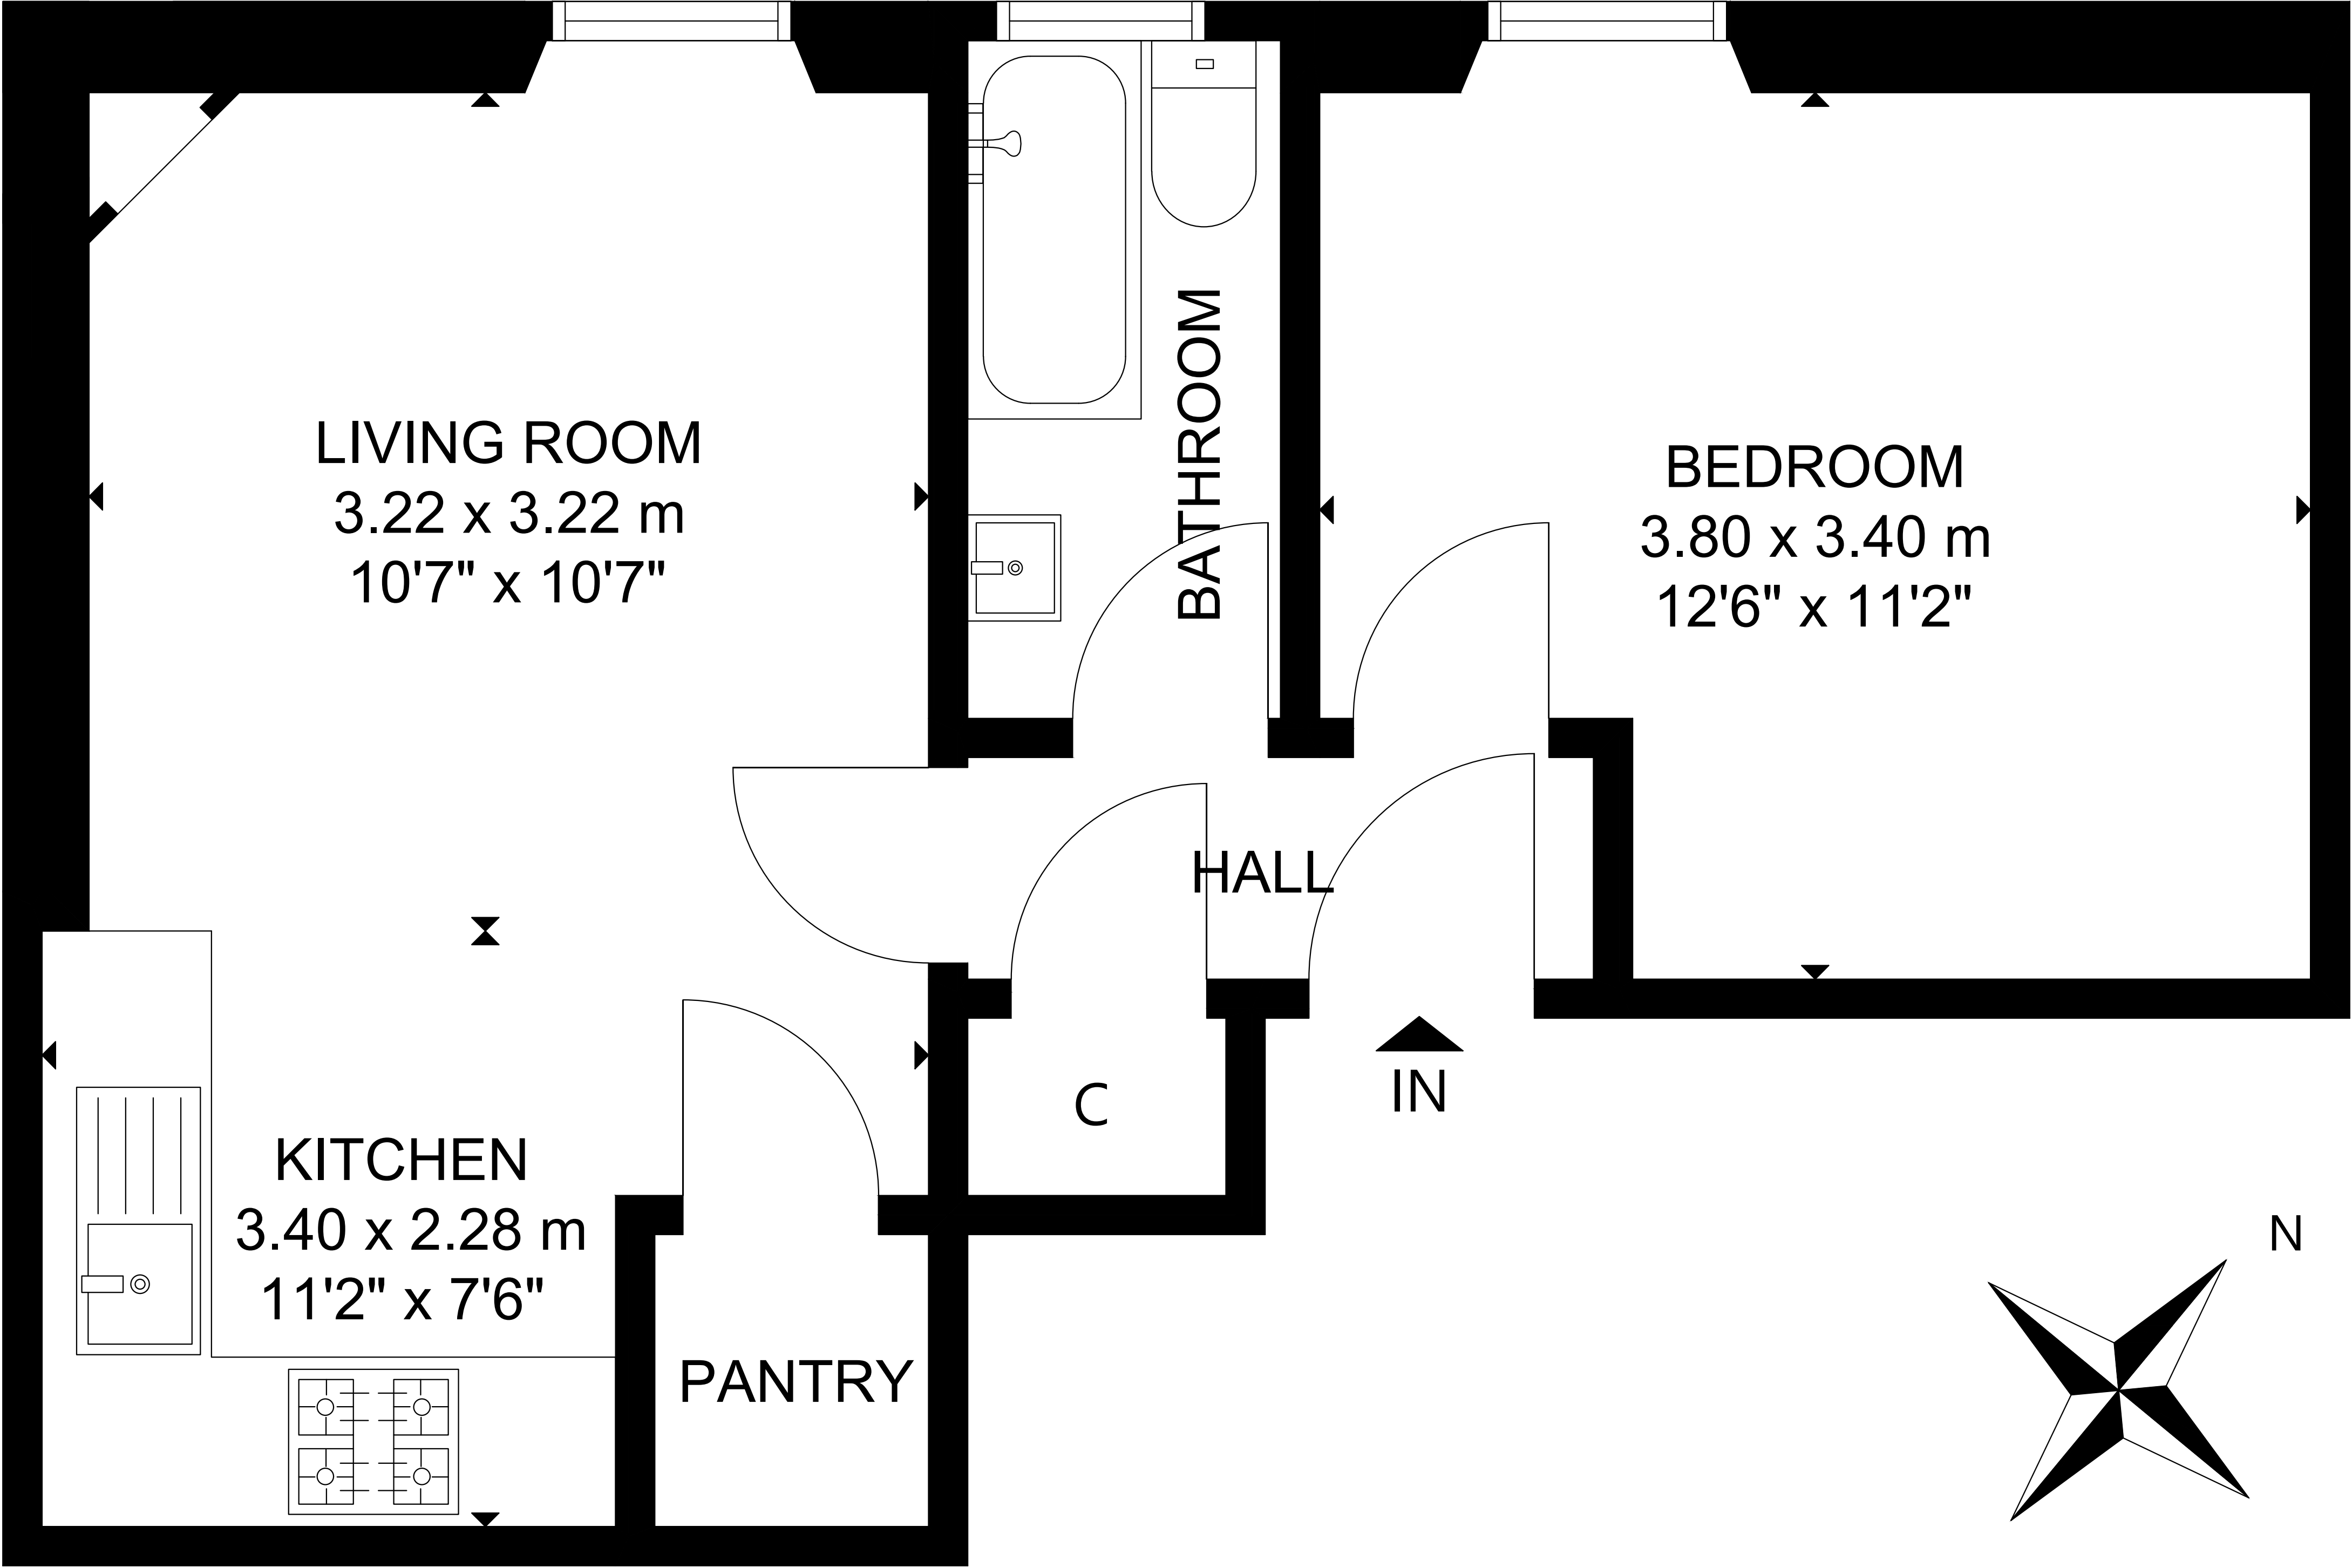 LIVING ROOM
3.22 x 3.22 m
10'7" x 10'7"
BATHROOM
BEDROOM
3.80 x 3.40 m
12'6" x 11'2"
HALL
C
IN
KITCHEN
3.40 x 2.28 m
11'2" x 7'6"
PANTRY
N